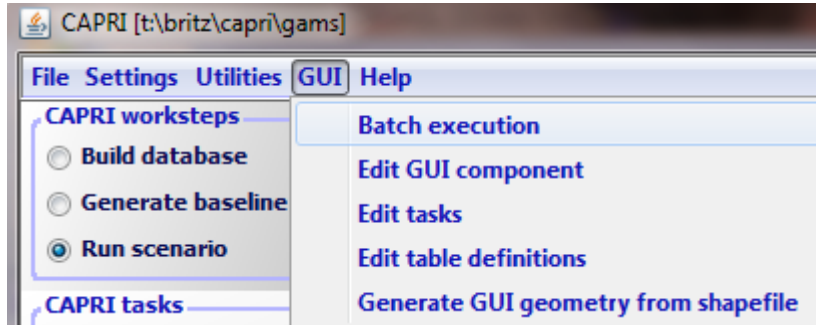 CAPRI [t:\britz\capri\gams]
File Settings Utilities GUI Help
CAPRI worksteps
Build database
Generate baseline
Run scenario
CAPRI tasks
Batch execution
Edit GUI component
Edit tasks
Edit table definitions
Generate GUI geometry from shapefile